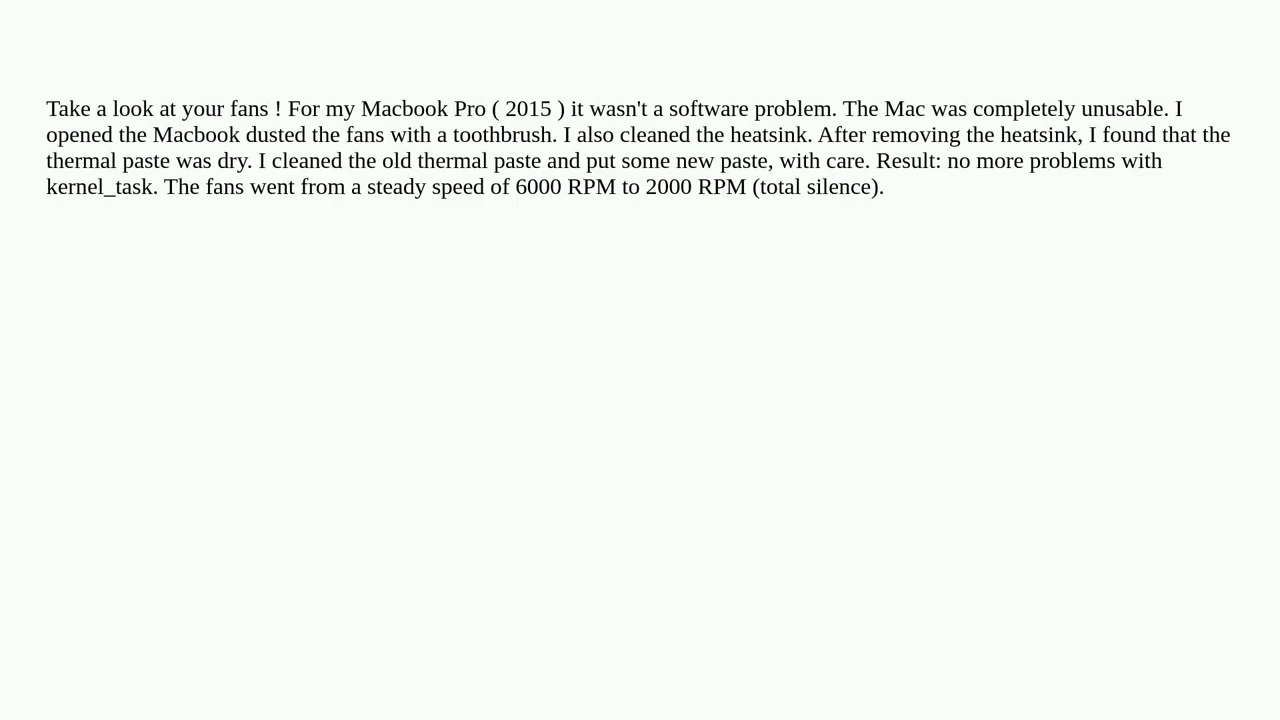 Take a look at your fans ! For my Macbook Pro ( 2015 ) it wasn't a software problem. The Mac was completely unusable. I
opened the Macbook dusted the fans with a toothbrush. I also cleaned the heatsink. After removing the heatsink, I found that the
thermal paste was dry. I cleaned the old thermal paste and put some new paste, with care. Result: no more problems with
kernel_task. The fans went from a steady speed of 6000 RPM to 2000 RPM (total silence).